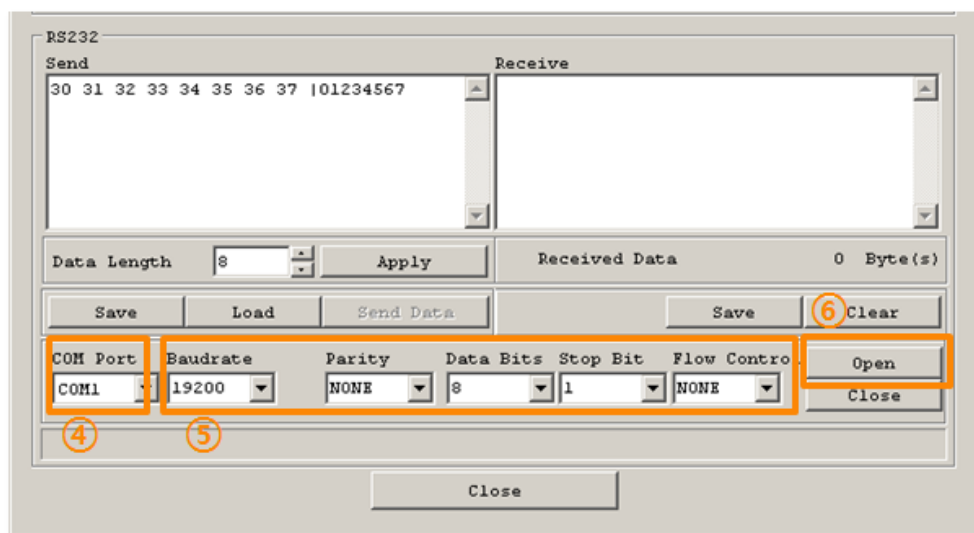 RS232
Send Receive
30 31 32 33 34 35 36 37 |01234567
Data Length 8 Apply Received Data 0 Byte(s)
Save Load Send Data Save ⑥ Clear
COM Port Baudrate Parity Data Bits Stop Bit Flow Contro Open
COM1 19200 NONE 8 1 NONE Close
④ ⑤
Close